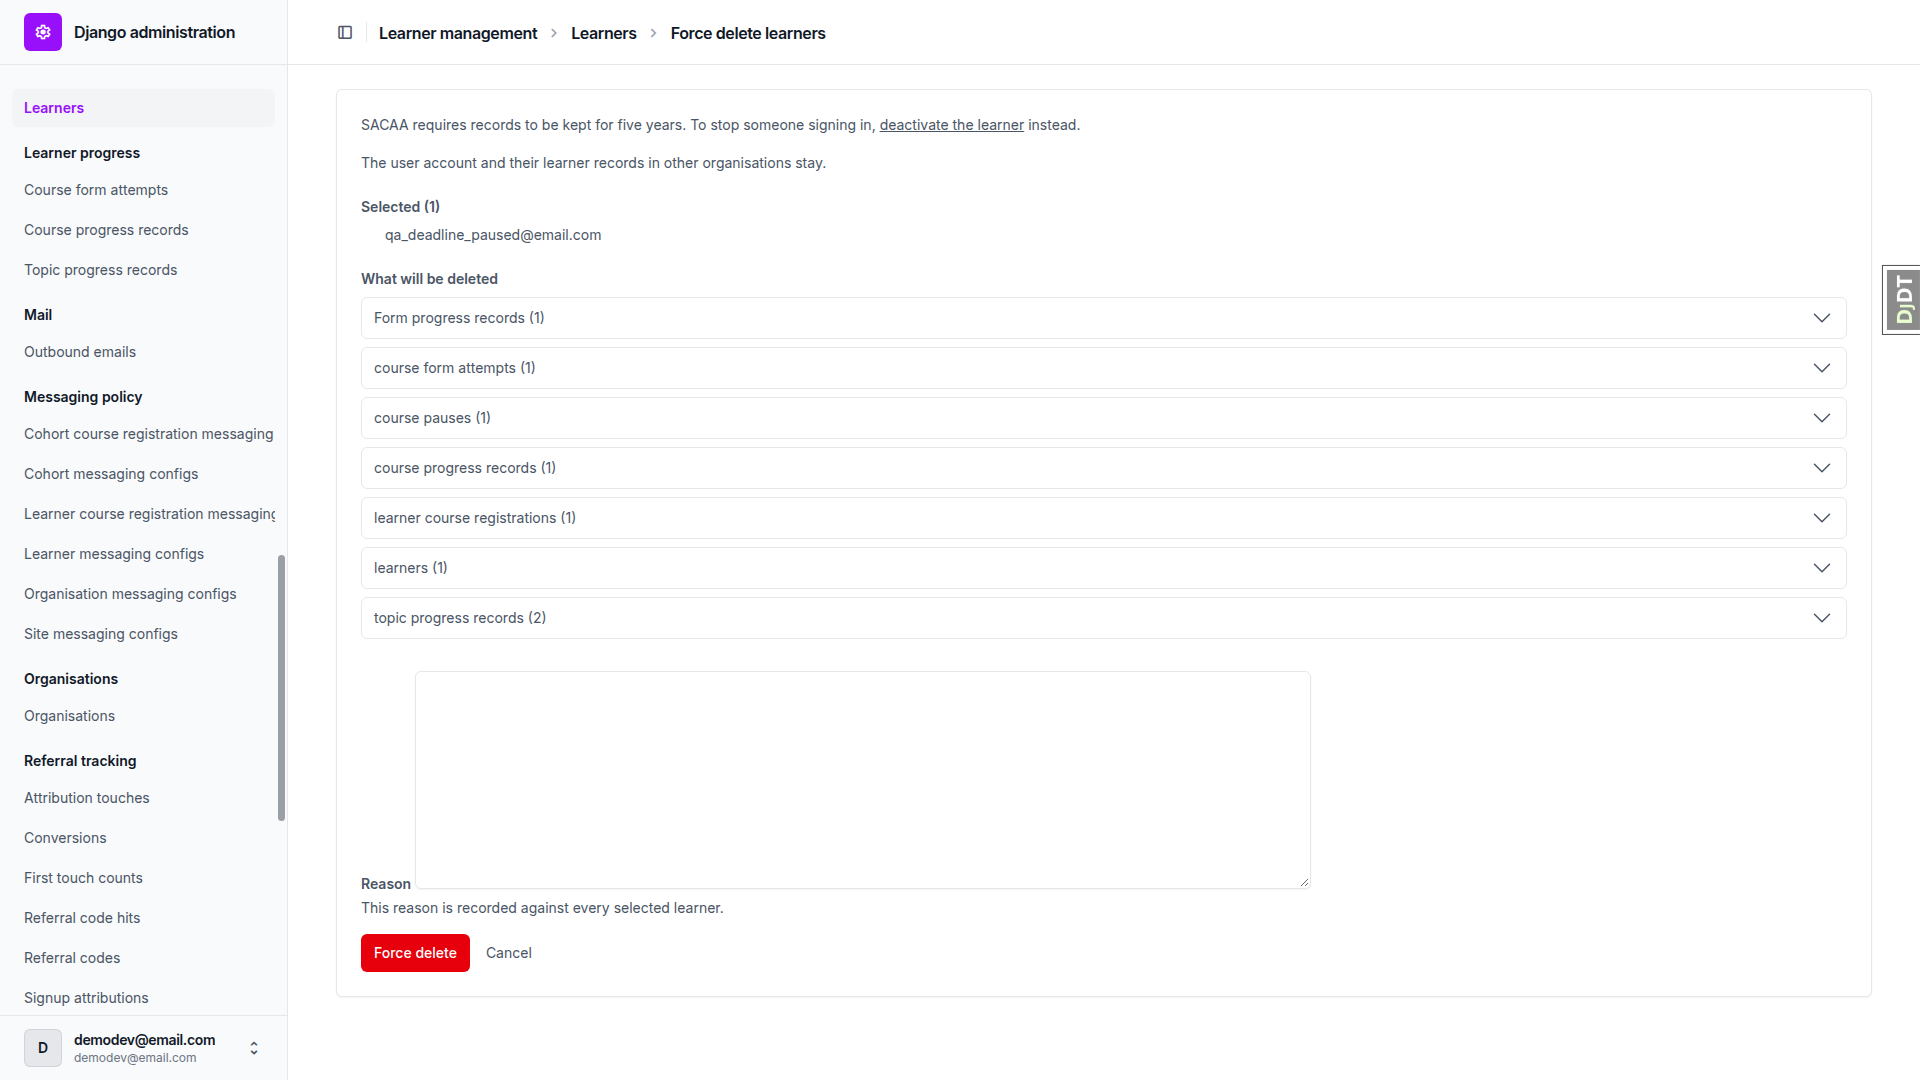 Django administration
Learner management
Learners
Force delete learners
Learners
Learner progress
Course form attempts
Course progress records
Topic progress records
Mail
Outbound emails
Messaging policy
Cohort course registration messaging
Cohort messaging configs
Learner course registration messaging
Learner messaging configs
Organisation messaging configs
Site messaging configs
Organisations
Organisations
Referral tracking
Attribution touches
Conversions
First touch counts
Referral code hits
Referral codes
Signup attributions
D
demodev@email.com
demodev@email.com
SACAA requires records to be kept for five years. To stop someone signing in, deactivate the learner instead.
The user account and their learner records in other organisations stay.
Selected (1)
qa_deadline_paused@email.com
What will be deleted
Form progress records (1)
course form attempts (1)
course pauses (1)
course progress records (1)
learner course registrations (1)
learners (1)
topic progress records (2)
Reason
This reason is recorded against every selected learner.
Force delete
Cancel
DjDT